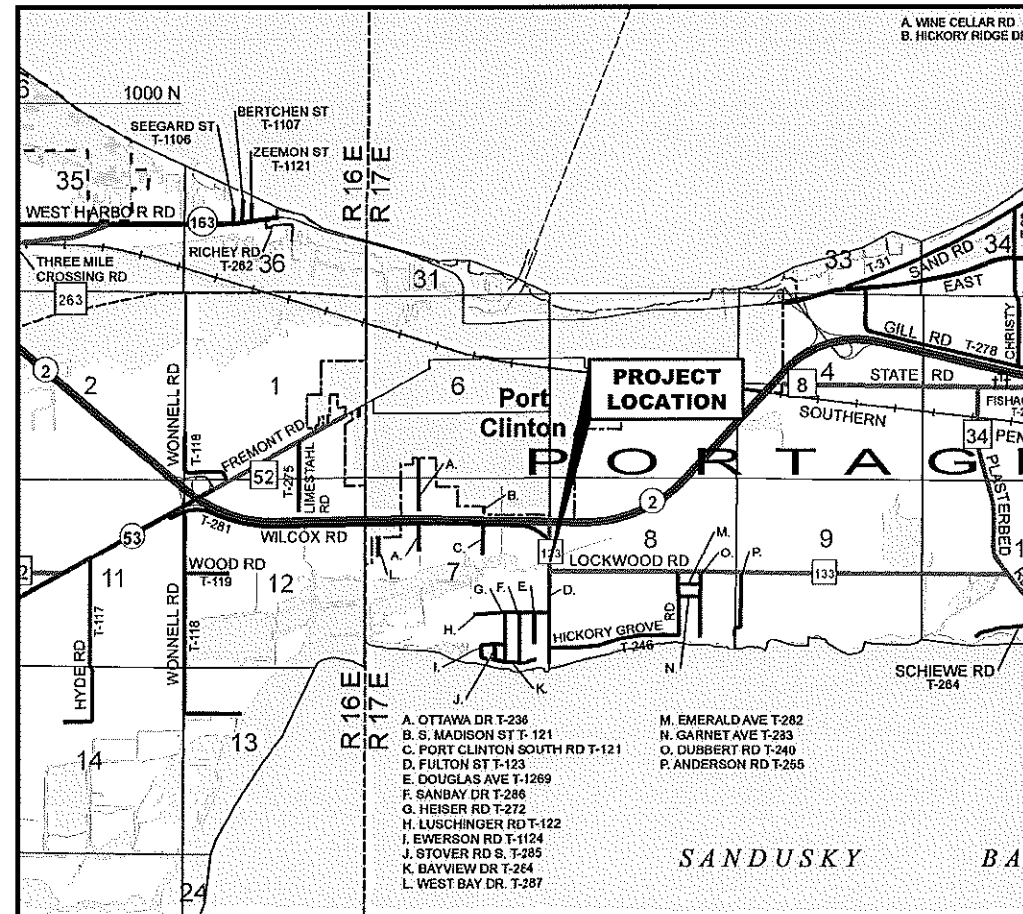 A. WINE CELLAR RD
B. HICKORY RIDGE
1000 N
BERTCHEN ST
T-1107
SEEGARD ST
T-1106
ZEEMON ST
T-1121
R 16 E
R 17 E
35
WEST HARBOR RD
163
RICHEY RD
T-262
36
THREE MILE
CROSSING RD
263
31
33
T-31
SAND RD
34
EAST
CHRISTY
GILL RD
T-278
2
2
1
6
Port
Clinton
PROJECT
LOCATION
4
8
STATE RD
SOUTHERN
34
PLASTERBED
WONNELL RD
T-118
FREMONT RD
52
T-275
LIMESTAHL
RD
A.
B.
PORTAG
2
53
T-281
WILCOX RD
WOOD RD
T-119
11
12
HYDE RD
T-117
WONNELL RD
T-118
L.
A.
C.
7
133
LOCKWOOD RD
8
M.
O.
P.
9
133
G.
F.
E.
D.
H.
HICKORY GROVE
RD
T-246
I.
J.
K.
N.
SCHIEWE RD
T-264
R 16 E
R 17 E
13
14
24
A. OTTAWA DR T-236
B. S. MADISON ST T- 121
C. PORT CLINTON SOUTH RD T-121
D. FULTON ST T-123
E. DOUGLAS AVE T-1269
F. SANBAY DR T-286
G. HEISER RD T-272
H. LUSCHINGER RD T-122
I. EWERSON RD T-1124
J. STOVER RD S. T-285
K. BAYVIEW DR T-264
L. WEST BAY DR. T-287
M. EMERALD AVE T-282
N. GARNET AVE T-283
O. DUBBERT RD T-240
P. ANDERSON RD T-255
SANDUSKY BA